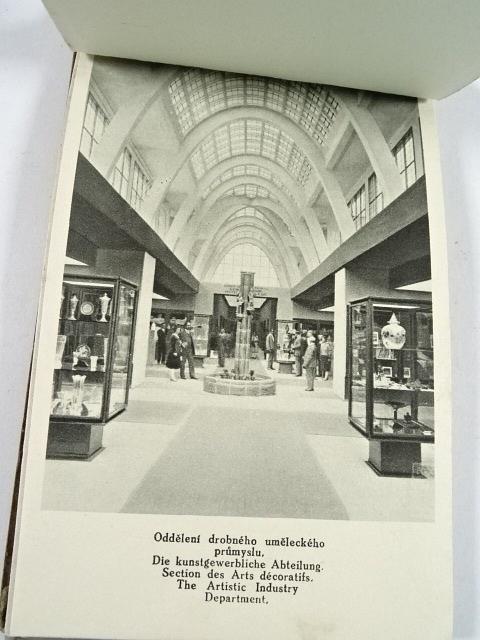 Oddělení drobného uměleckého
průmyslu.
Die kunstgewerbliche Abteilung.
Section des Arts décoratifs.
The Artistic Industry
Department.